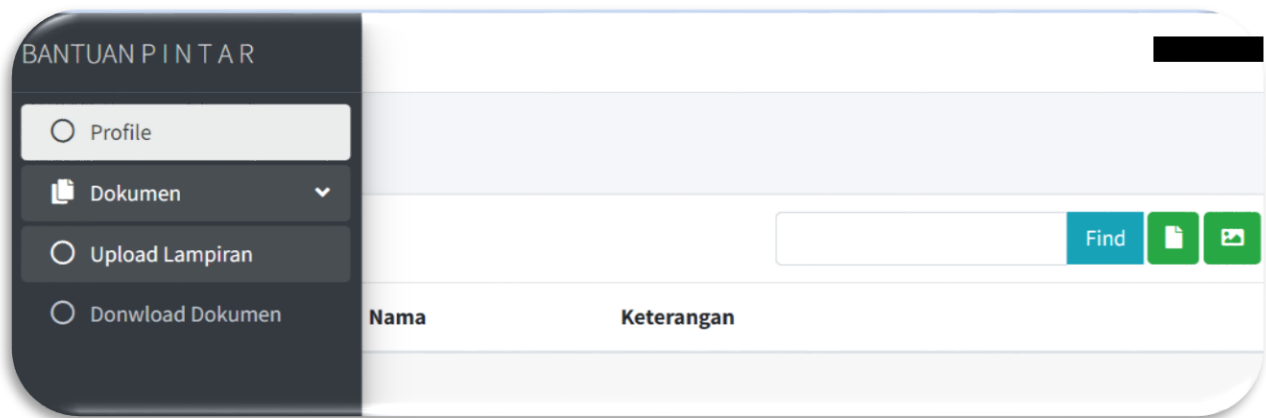 BANTUAN P I N T A R
Profile
Dokumen
Upload Lampiran
Donwload Dokumen
Find
Nama Keterangan